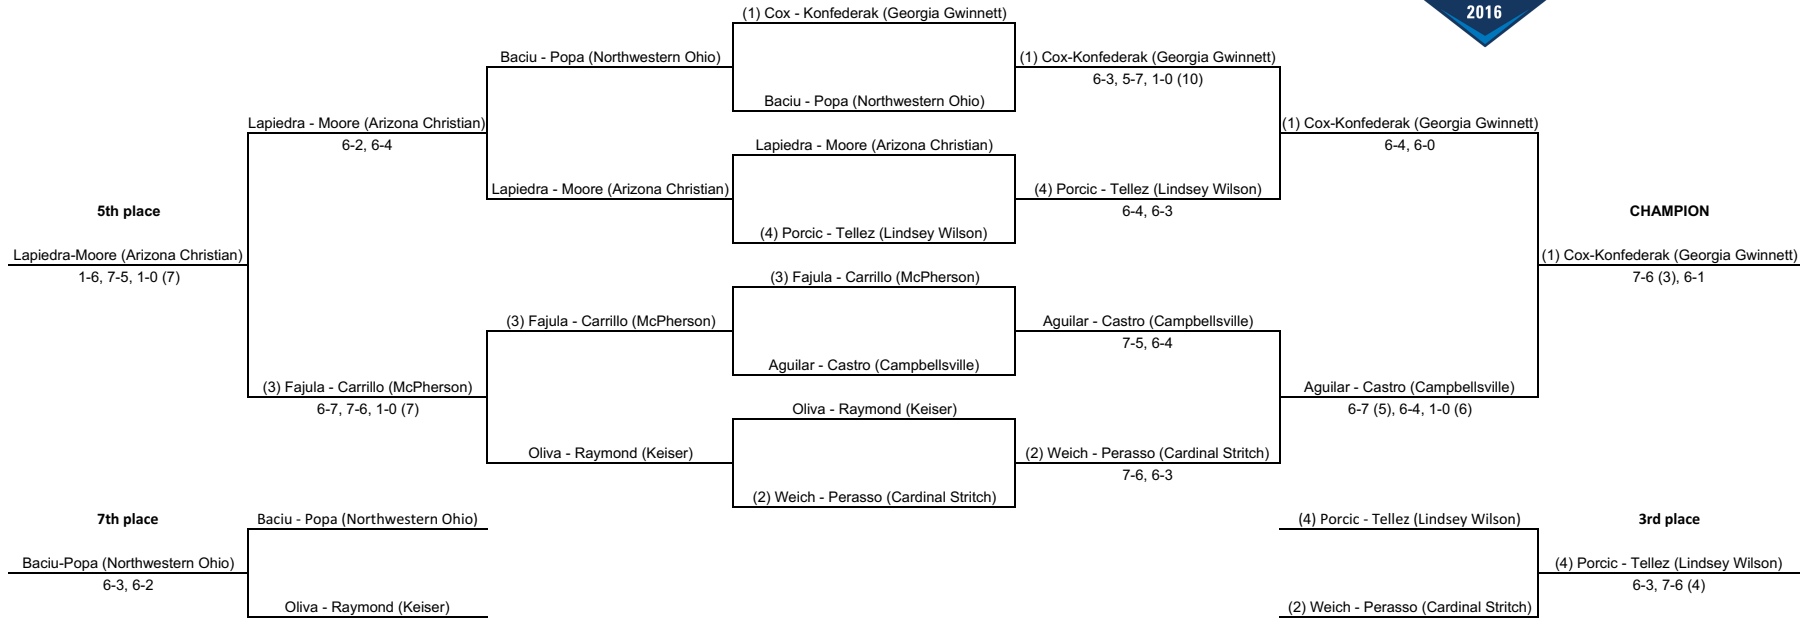 2016
(1) Cox - Konfederak (Georgia Gwinnett)
Baciu - Popa (Northwestern Ohio)
(1) Cox-Konfederak (Georgia Gwinnett)
6-3, 5-7, 1-0 (10)
Baciu - Popa (Northwestern Ohio)
Lapiedra - Moore (Arizona Christian)
6-2, 6-4
(1) Cox-Konfederak (Georgia Gwinnett)
6-4, 6-0
Lapiedra - Moore (Arizona Christian)
Lapiedra - Moore (Arizona Christian)
(4) Porcic - Tellez (Lindsey Wilson)
6-4, 6-3
5th place
CHAMPION
(4) Porcic - Tellez (Lindsey Wilson)
Lapiedra-Moore (Arizona Christian)
1-6, 7-5, 1-0 (7)
(1) Cox-Konfederak (Georgia Gwinnett)
7-6 (3), 6-1
(3) Fajula - Carrillo (McPherson)
(3) Fajula - Carrillo (McPherson)
Aguilar - Castro (Campbellsville)
7-5, 6-4
Aguilar - Castro (Campbellsville)
(3) Fajula - Carrillo (McPherson)
6-7, 7-6, 1-0 (7)
Aguilar - Castro (Campbellsville)
6-7 (5), 6-4, 1-0 (6)
Oliva - Raymond (Keiser)
Oliva - Raymond (Keiser)
(2) Weich - Perasso (Cardinal Stritch)
7-6, 6-3
(2) Weich - Perasso (Cardinal Stritch)
7th place
Baciu - Popa (Northwestern Ohio)
(4) Porcic - Tellez (Lindsey Wilson)
3rd place
Baciu-Popa (Northwestern Ohio)
6-3, 6-2
(4) Porcic - Tellez (Lindsey Wilson)
6-3, 7-6 (4)
Oliva - Raymond (Keiser)
(2) Weich - Perasso (Cardinal Stritch)